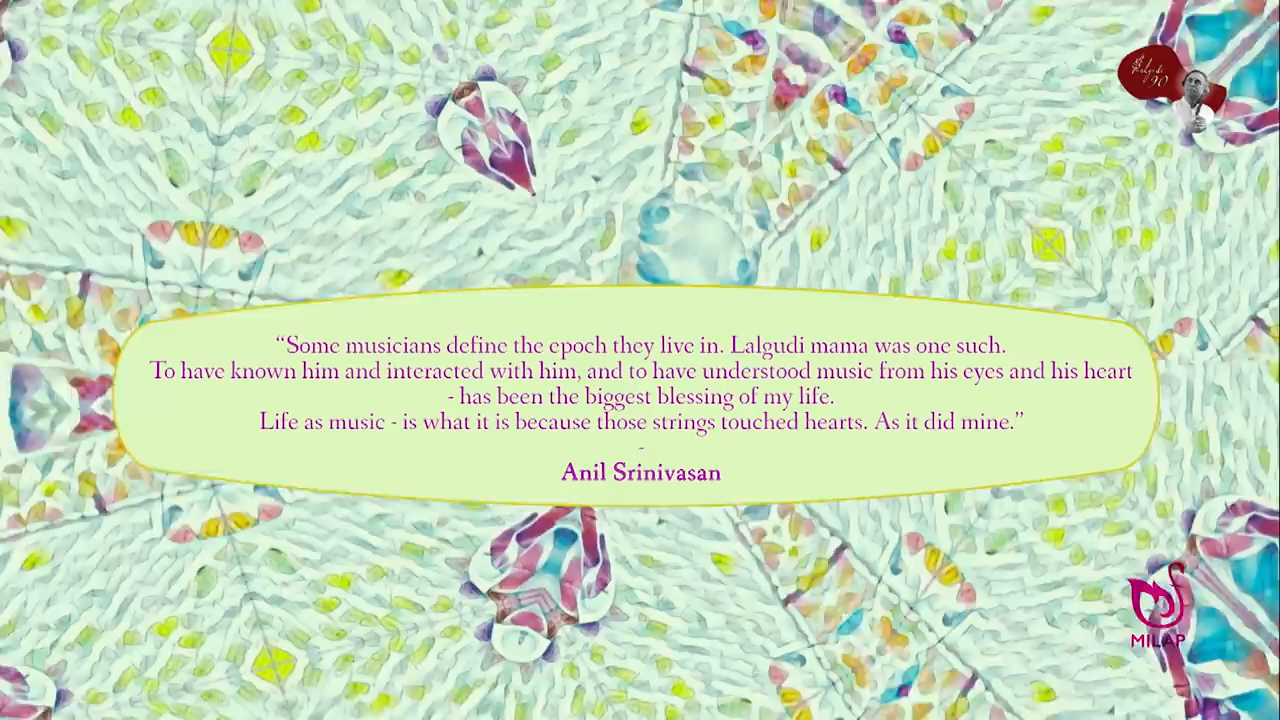 Lalgudi
90
“Some musicians define the epoch they live in. Lalgudi mama was one such.
To have known him and interacted with him, and to have understood music from his eyes and his heart
- has been the biggest blessing of my life.
Life as music - is what it is because those strings touched hearts. As it did mine.”
-
Anil Srinivasan
MILAP